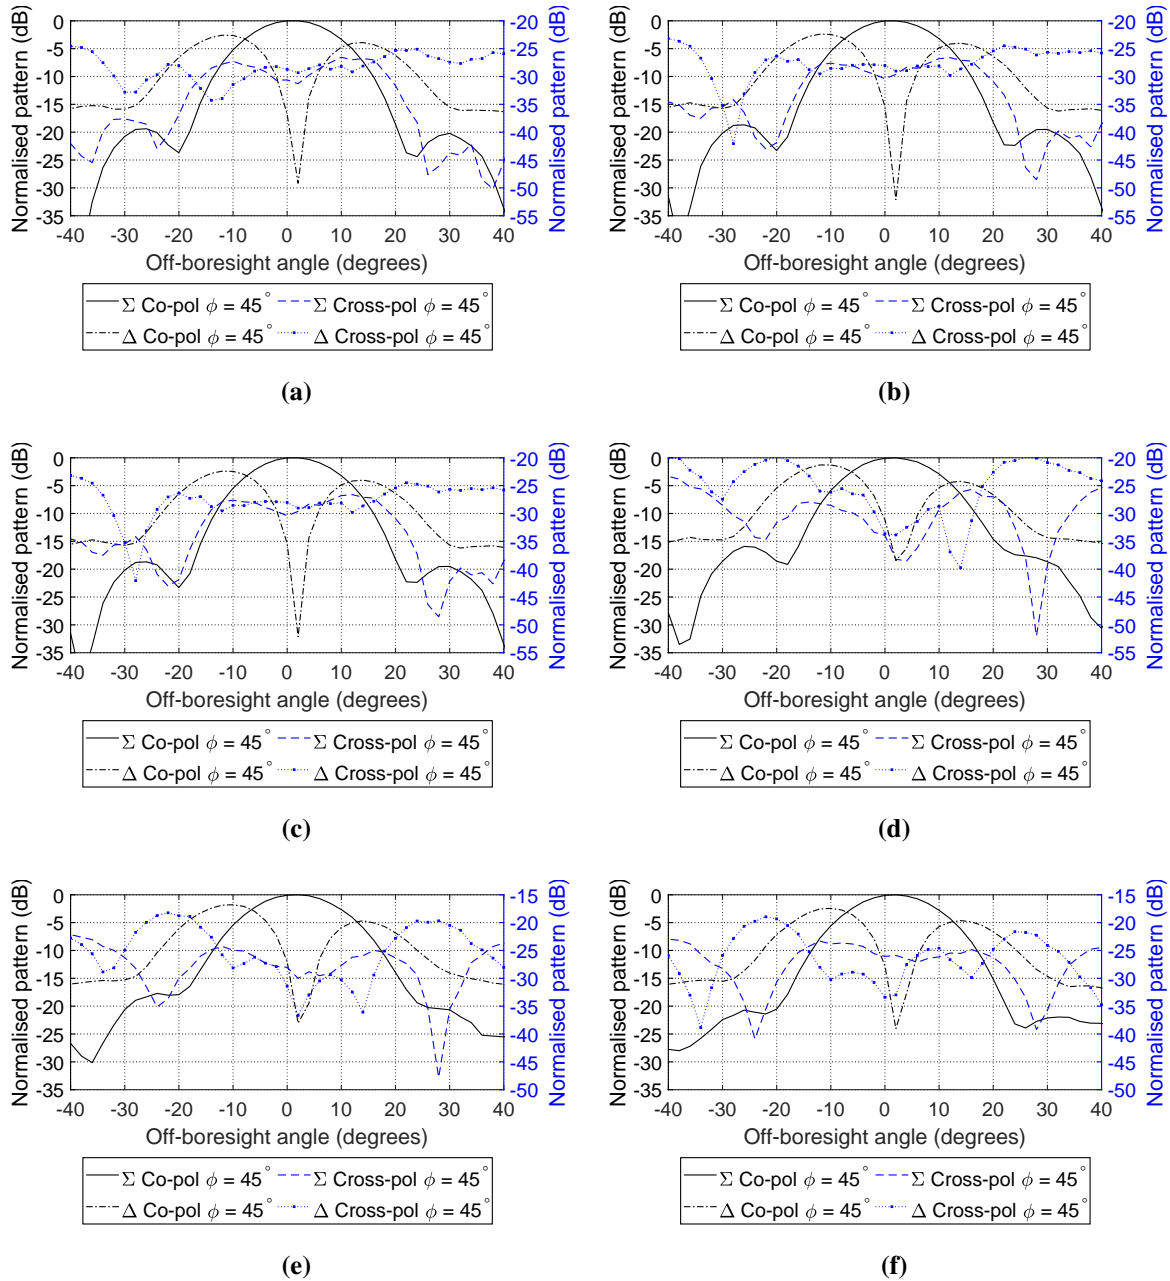 Normalised pattern (dB)
0
-5
-10
-15
-20
-25
-30
-35
-20
-25
-30
-35
-40
-45
-50
-55
Normalised pattern (dB)
-40 -30 -20 -10 0 10 20 30 40
Off-boresight angle (degrees)
Σ Co-pol ϕ = 45° Σ Cross-pol ϕ = 45°
Δ Co-pol ϕ = 45° Δ Cross-pol ϕ = 45°
(a)
Normalised pattern (dB)
0
-5
-10
-15
-20
-25
-30
-35
-20
-25
-30
-35
-40
-45
-50
-55
Normalised pattern (dB)
-40 -30 -20 -10 0 10 20 30 40
Off-boresight angle (degrees)
Σ Co-pol ϕ = 45° Σ Cross-pol ϕ = 45°
Δ Co-pol ϕ = 45° Δ Cross-pol ϕ = 45°
(b)
Normalised pattern (dB)
0
-5
-10
-15
-20
-25
-30
-35
-20
-25
-30
-35
-40
-45
-50
-55
Normalised pattern (dB)
-40 -30 -20 -10 0 10 20 30 40
Off-boresight angle (degrees)
Σ Co-pol ϕ = 45° Σ Cross-pol ϕ = 45°
Δ Co-pol ϕ = 45° Δ Cross-pol ϕ = 45°
(c)
Normalised pattern (dB)
0
-5
-10
-15
-20
-25
-30
-35
-20
-25
-30
-35
-40
-45
-50
-55
Normalised pattern (dB)
-40 -30 -20 -10 0 10 20 30 40
Off-boresight angle (degrees)
Σ Co-pol ϕ = 45° Σ Cross-pol ϕ = 45°
Δ Co-pol ϕ = 45° Δ Cross-pol ϕ = 45°
(d)
Normalised pattern (dB)
0
-5
-10
-15
-20
-25
-30
-35
-15
-20
-25
-30
-35
-40
-45
-50
Normalised pattern (dB)
-40 -30 -20 -10 0 10 20 30 40
Off-boresight angle (degrees)
Σ Co-pol ϕ = 45° Σ Cross-pol ϕ = 45°
Δ Co-pol ϕ = 45° Δ Cross-pol ϕ = 45°
(e)
Normalised pattern (dB)
0
-5
-10
-15
-20
-25
-30
-35
-15
-20
-25
-30
-35
-40
-45
-50
Normalised pattern (dB)
-40 -30 -20 -10 0 10 20 30 40
Off-boresight angle (degrees)
Σ Co-pol ϕ = 45° Σ Cross-pol ϕ = 45°
Δ Co-pol ϕ = 45° Δ Cross-pol ϕ = 45°
(f)